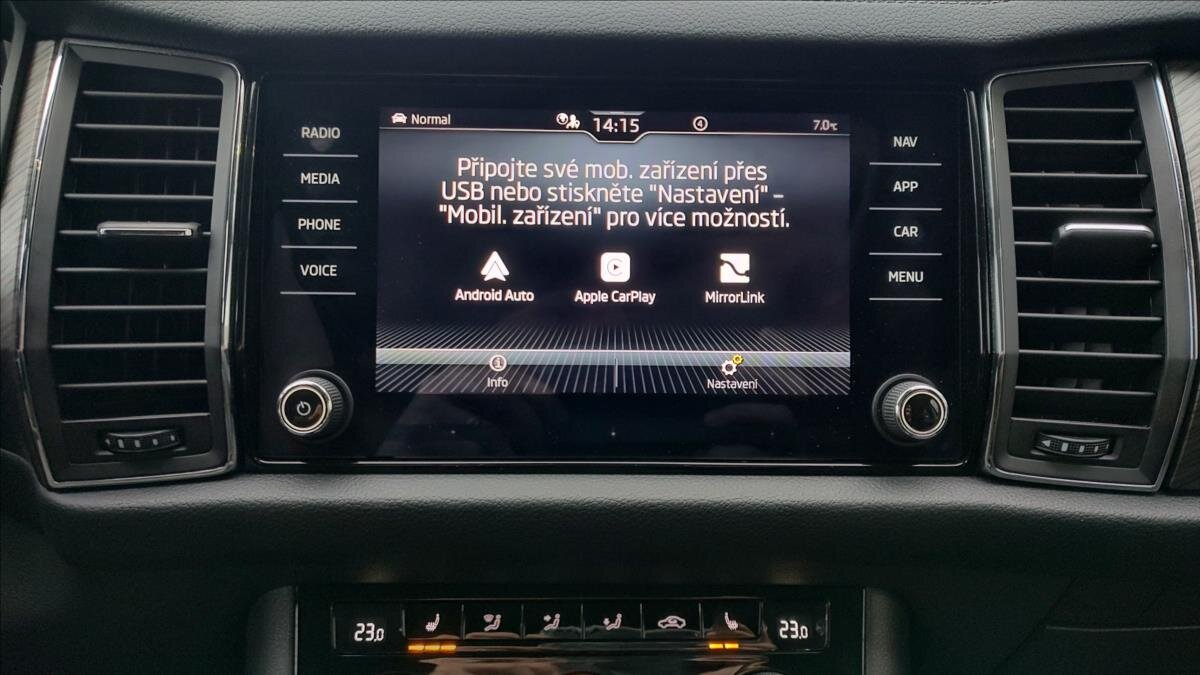 Normal
14:15
4
7.0°C
RADIO
MEDIA
PHONE
VOICE
Připojte své mob. zařízení přes
USB nebo stiskněte "Nastavení" –
"Mobil. zařízení" pro více možností.
Android Auto
Apple CarPlay
MirrorLink
Info
Nastavení
NAV
APP
CAR
MENU
23.0
23.0